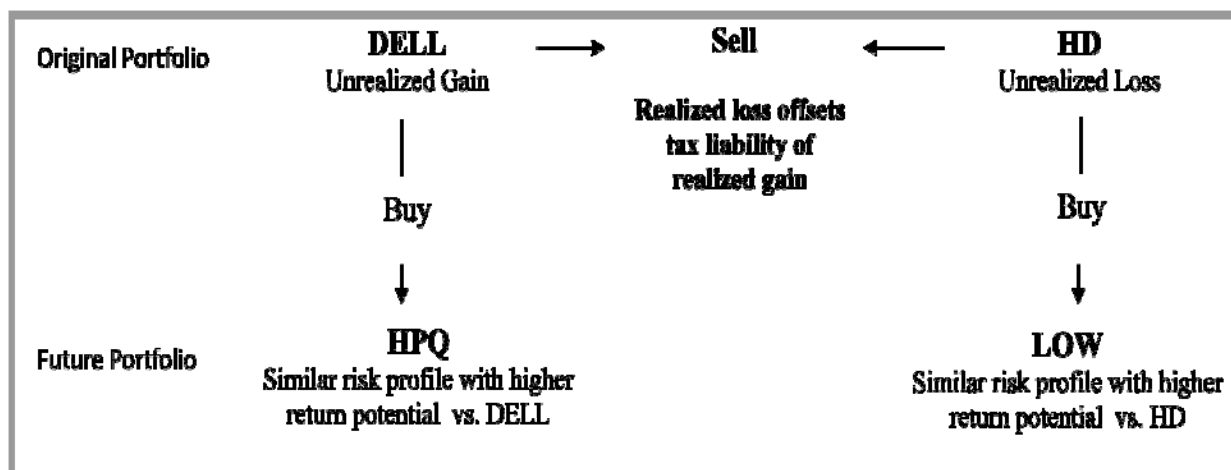 Original Portfolio
DELL
Unrealized Gain
Sell
HD
Unrealized Loss
Realized loss offsets
tax liability of
realized gain
Buy
Buy
Future Portfolio
HPQ
Similar risk profile with higher
return potential vs. DELL
LOW
Similar risk profile with higher
return potential vs. HD